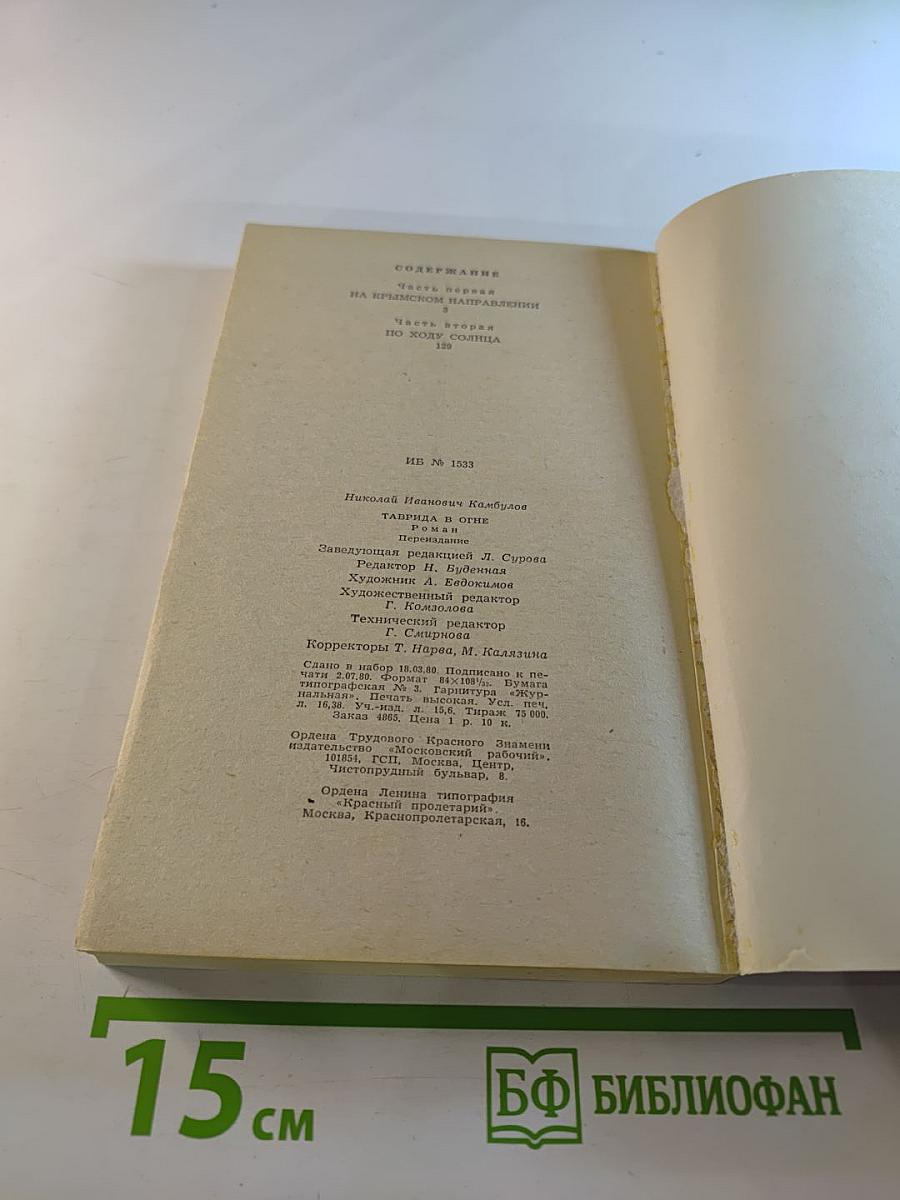 СОДЕРЖАНИЕ
Часть первая
НА КРЫМСКОМ НАПРАВЛЕНИИ
3
Часть вторая
ПО ХОДУ СОЛНЦА
129
ИБ № 1533
Николай Иванович Камбулов
ТАВРИДА В ОГНЕ
Роман
Переиздание
Заведующая редакцией Л. Сурова
Редактор Н. Буденная
Художник А. Евдокимов
Художественный редактор
Г. Комзолова
Технический редактор
Г. Смирнова
Корректоры Т. Нарва, М. Калязина
Сдано в набор 18.03.80. Подписано к пе-
чати 2.07.80. Формат 84×108¹/₃₂. Бумага
типографская № 3. Гарнитура «Жур-
нальная». Печать высокая. Усл. печ.
л. 16,38. Уч.-изд. л. 15,6. Тираж 75 000.
Заказ 4865. Цена 1 р. 10 к.
Ордена Трудового Красного Знамени
издательство «Московский рабочий».
101854, ГСП, Москва, Центр,
Чистопрудный бульвар, 8.
Ордена Ленина типография
«Красный пролетарий».
Москва, Краснопролетарская, 16.
15 см
БФ БИБЛИОФАН